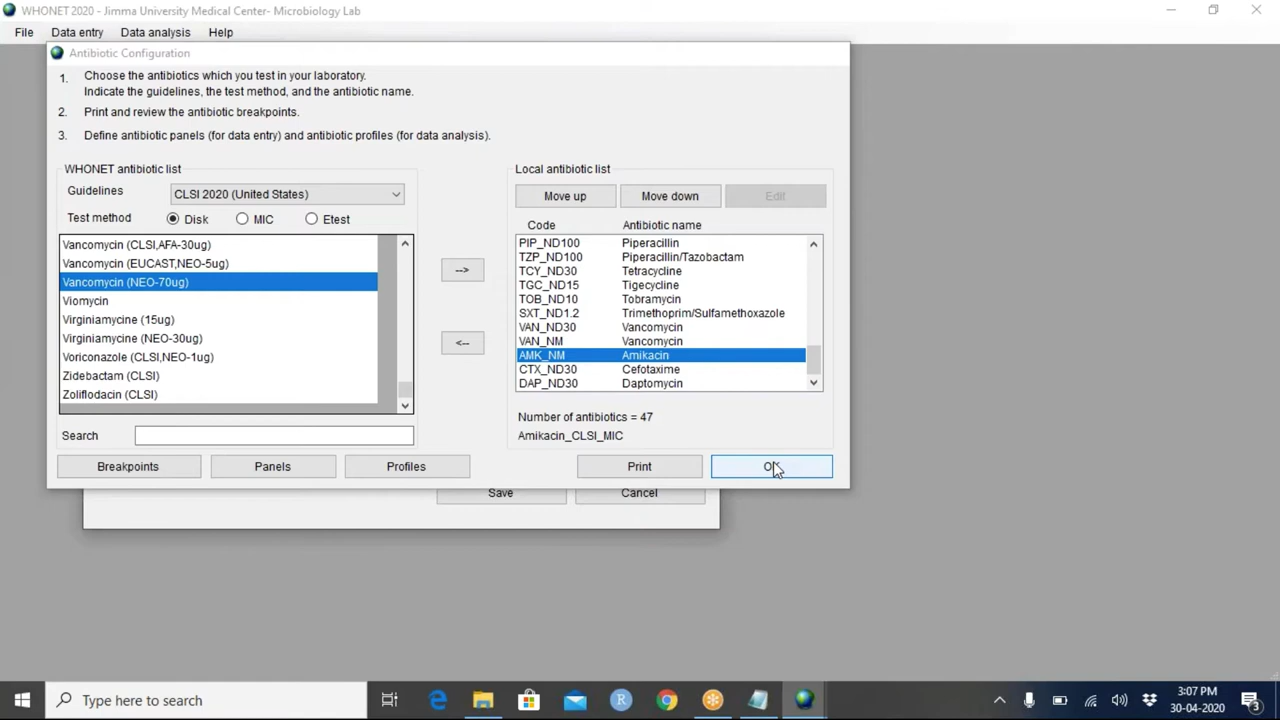 WHONET 2020 - Jimma University Medical Center- Microbiology Lab
File Data entry Data analysis Help
Antibiotic Configuration
1. Choose the antibiotics which you test in your laboratory.
Indicate the guidelines, the test method, and the antibiotic name.
2. Print and review the antibiotic breakpoints.
3. Define antibiotic panels (for data entry) and antibiotic profiles (for data analysis).
WHONET antibiotic list
Guidelines CLSI 2020 (United States)
Test method Disk MIC Etest
Vancomycin (CLSI,AFA-30ug)
Vancomycin (EUCAST,NEO-5ug)
Vancomycin (NEO-70ug)
Viomycin
Virginiamycine (15ug)
Virginiamycine (NEO-30ug)
Voriconazole (CLSI,NEO-1ug)
Zidebactam (CLSI)
Zoliflodacin (CLSI)
Search
Breakpoints Panels Profiles
-->
<--
Local antibiotic list
Move up Move down Edit
Code Antibiotic name
PIP_ND100 Piperacillin
TZP_ND100 Piperacillin/Tazobactam
TCY_ND30 Tetracycline
TGC_ND15 Tigecycline
TOB_ND10 Tobramycin
SXT_ND1.2 Trimethoprim/Sulfamethoxazole
VAN_ND30 Vancomycin
VAN_NM Vancomycin
AMK_NM Amikacin
CTX_ND30 Cefotaxime
DAP_ND30 Daptomycin
Number of antibiotics = 47
Amikacin_CLSI_MIC
Print OK
Save Cancel
Type here to search
3:07 PM
30-04-2020
3